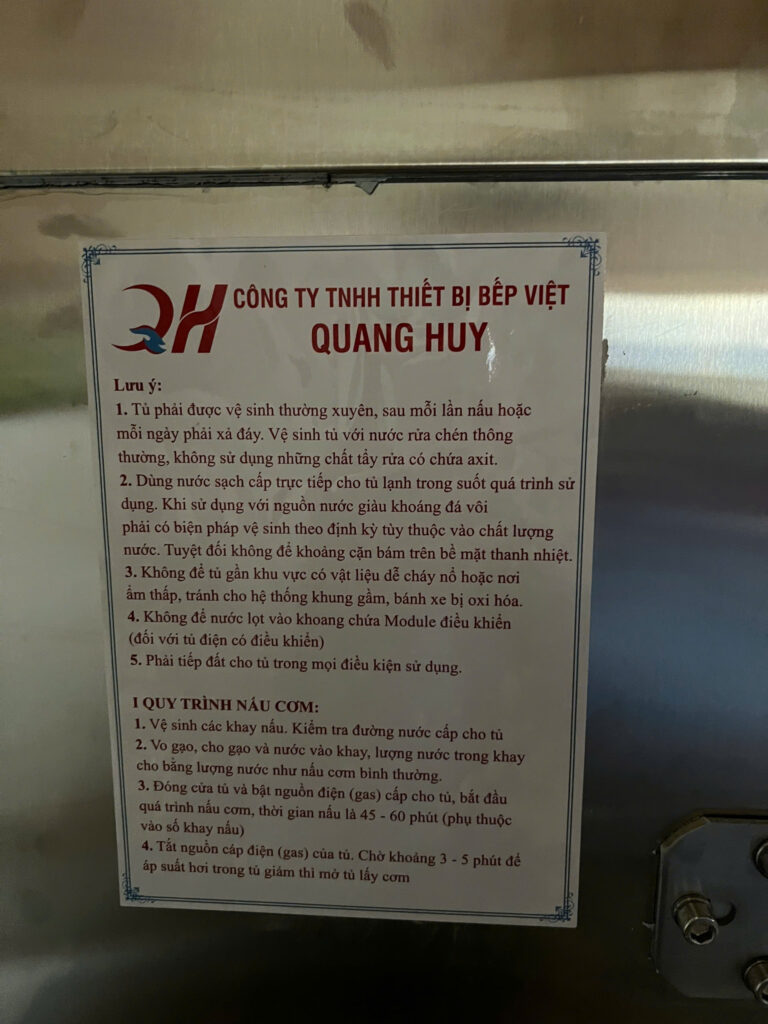 QH CÔNG TY TNHH THIẾT BỊ BẾP VIỆT
QUANG HUY
Lưu ý:
1. Tủ phải được vệ sinh thường xuyên, sau mỗi lần nấu hoặc
mỗi ngày phải xả đáy. Vệ sinh tủ với nước rửa chén thông
thường, không sử dụng những chất tẩy rửa có chứa axit.
2. Dùng nước sạch cấp trực tiếp cho tủ lạnh trong suốt quá trình sử
dụng. Khi sử dụng với nguồn nước giàu khoáng đá vôi
phải có biện pháp vệ sinh theo định kỳ tùy thuộc vào chất lượng
nước. Tuyệt đối không để khoảng cặn bám trên bề mặt thanh nhiệt.
3. Không để tủ gần khu vực có vật liệu dễ cháy nổ hoặc nơi
ẩm thấp, tránh cho hệ thống khung gầm, bánh xe bị oxi hóa.
4. Không để nước lọt vào khoang chứa Module điều khiển
(đối với tủ điện có điều khiển)
5. Phải tiếp đất cho tủ trong mọi điều kiện sử dụng.
I QUY TRÌNH NẤU CƠM:
1. Vệ sinh các khay nấu. Kiểm tra đường nước cấp cho tủ
2. Vo gạo, cho gạo và nước vào khay, lượng nước trong khay
cho bằng lượng nước như nấu cơm bình thường.
3. Đóng cửa tủ và bật nguồn điện (gas) cấp cho tủ, bắt đầu
quá trình nấu cơm, thời gian nấu là 45 - 60 phút (phụ thuộc
vào số khay nấu)
4. Tắt nguồn cáp điện (gas) của tủ. Chờ khoảng 3 - 5 phút để
áp suất hơi trong tủ giảm thì mở tủ lấy cơm